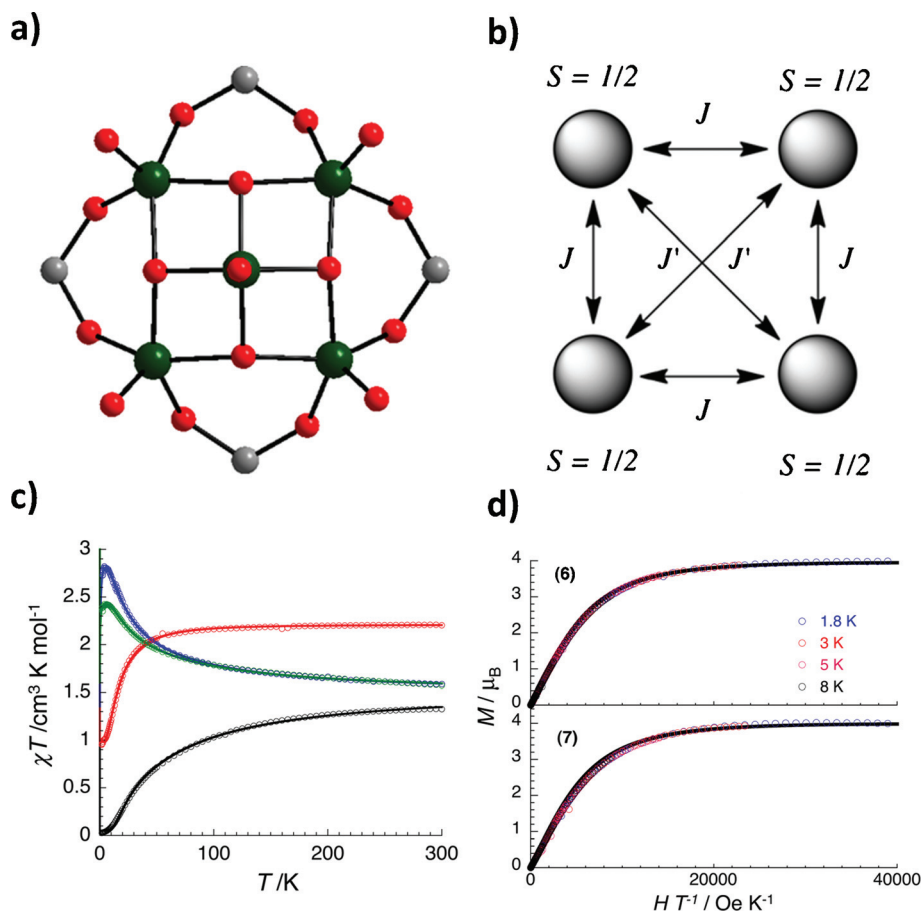 a)
b)
S = 1/2 S = 1/2
J
J J' J' J
J
S = 1/2 S = 1/2
c)
3
2.5
2
1.5
1
0.5
0
χT /cm³ K mol⁻¹
0 100 200 300
T /K
d)
4
(6)
3
2
1
0
1.8 K
3 K
5 K
8 K
M / μB
4
(7)
3
2
1
0
0 20000 40000
H T⁻¹ / Oe K⁻¹